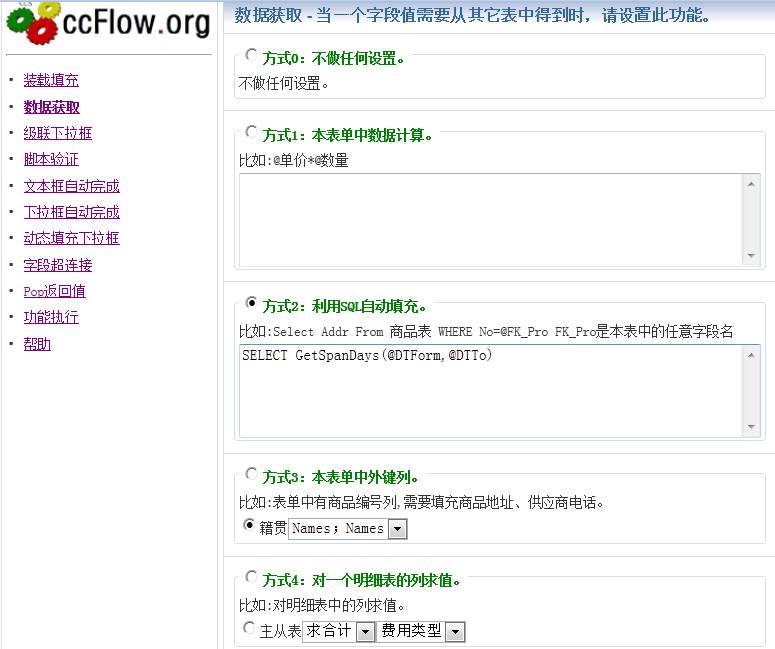 ccFlow.org
装载填充
数据获取
级联下拉框
脚本验证
文本框自动完成
下拉框自动完成
动态填充下拉框
字段超连接
Pop返回值
功能执行
帮助
数据获取 - 当一个字段值需要从其它表中得到时，请设置此功能。
方式0：不做任何设置。
不做任何设置。
方式1：本表单中数据计算。
比如:@单价*@数量
方式2：利用SQL自动填充。
比如:Select Addr From 商品表 WHERE No=@FK_Pro FK_Pro是本表中的任意字段名
SELECT GetSpanDays(@DTForm,@DTTo)
方式3：本表单中外键列。
比如:表单中有商品编号列,需要填充商品地址、供应商电话。
籍贯 Names；Names
方式4：对一个明细表的列求值。
比如:对明细表中的列求值。
主从表 求合计 费用类型